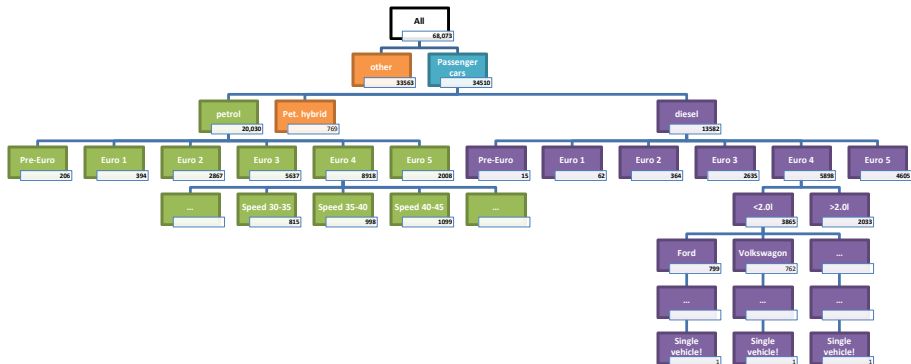 All
68,073
other
33563
Passenger
cars
34510
petrol
20,030
Pet. hybrid
769
diesel
13582
Pre-Euro
206
Euro 1
394
Euro 2
2867
Euro 3
5637
Euro 4
8918
Euro 5
2008
Pre-Euro
15
Euro 1
62
Euro 2
364
Euro 3
2635
Euro 4
5898
Euro 5
4605
...
Speed 30-35
815
Speed 35-40
998
Speed 40-45
1099
...
<2.0l
3865
>2.0l
2033
Ford
799
Volkswagon
762
...
...
...
...
Single
vehicle!
1
Single
vehicle!
1
Single
vehicle!
1